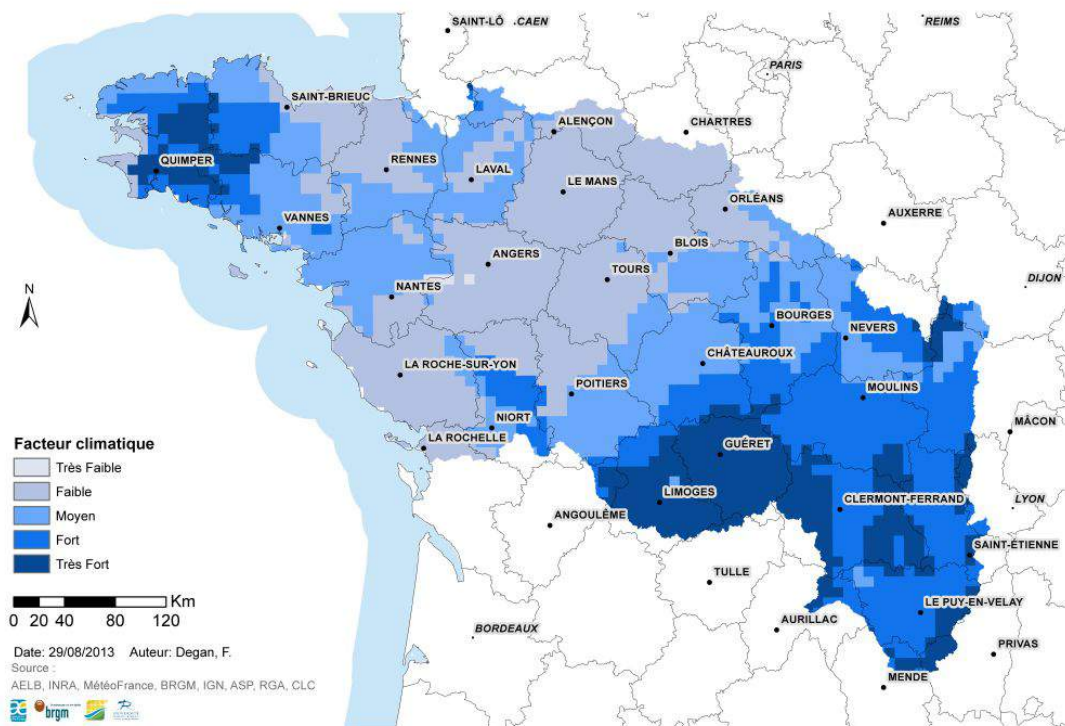 SAINT-LÔ
CAEN
REIMS
PARIS
SAINT-BRIEUC
ALENÇON
CHARTRES
QUIMPER
RENNES
LAVAL
LE MANS
ORLÉANS
VANNES
AUXERRE
BLOIS
ANGERS
TOURS
DIJON
N
NANTES
BOURGES
NEVERS
CHÂTEAUROUX
LA ROCHE-SUR-YON
POITIERS
MOULINS
NIORT
MÂCON
LA ROCHELLE
GUÉRET
LIMOGES
CLERMONT-FERRAND
LYON
ANGOULÊME
SAINT-ÉTIENNE
TULLE
LE PUY-EN-VELAY
AURILLAC
BORDEAUX
PRIVAS
MENDE
Facteur climatique
Très Faible
Faible
Moyen
Fort
Très Fort
Km
0 20 40 80 120
Date: 29/08/2013 Auteur: Degan, F.
Source :
AELB, INRA, MétéoFrance, BRGM, IGN, ASP, RGA, CLC
brgm